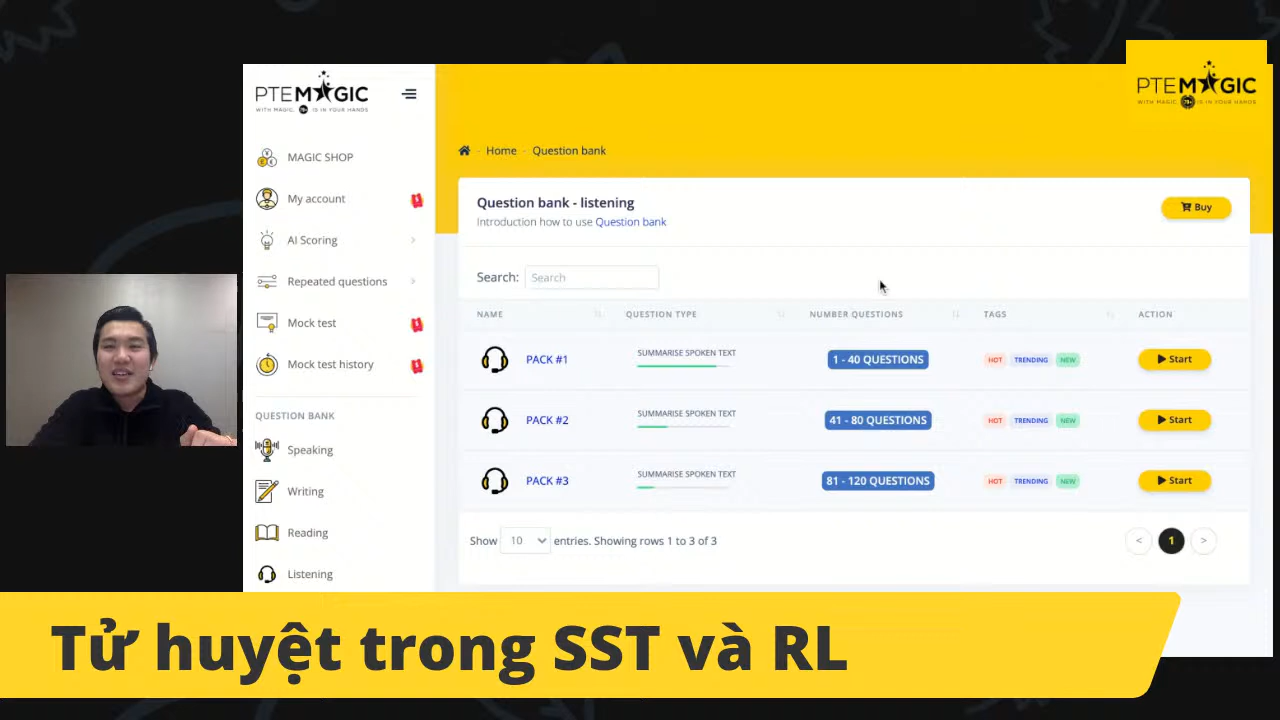 PTEMAGIC
WITH MAGIC, 79+ IS IN YOUR HANDS
PTEMAGIC
WITH MAGIC, 79+ IS IN YOUR HANDS
MAGIC SHOP
My account
AI Scoring
Repeated questions
Mock test
Mock test history
QUESTION BANK
Speaking
Writing
Reading
Listening
- Home - Question bank
Question bank - listening
Introduction how to use Question bank
Buy
Search: Search
NAME QUESTION TYPE NUMBER QUESTIONS TAGS ACTION
PACK #1 SUMMARISE SPOKEN TEXT 1 - 40 QUESTIONS HOT TRENDING NEW Start
PACK #2 SUMMARISE SPOKEN TEXT 41 - 80 QUESTIONS HOT TRENDING NEW Start
PACK #3 SUMMARISE SPOKEN TEXT 81 - 120 QUESTIONS HOT TRENDING NEW Start
Show 10 entries. Showing rows 1 to 3 of 3 < 1 >
Tử huyệt trong SST và RL